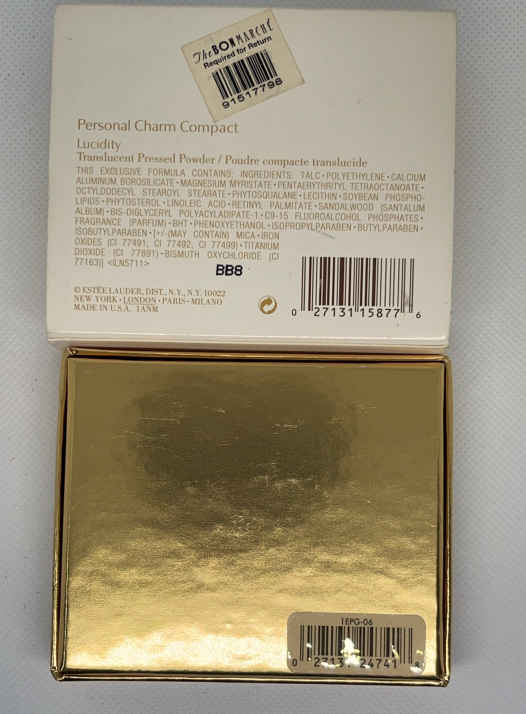 The BON MARCHÉ
Required for Return
91517798
Personal Charm Compact
Lucidity
Translucent Pressed Powder / Poudre compacte translucide
THIS EXCLUSIVE FORMULA CONTAINS: INGREDIENTS: TALC • POLYETHYLENE • CALCIUM
ALUMINUM BOROSILICATE • MAGNESIUM MYRISTATE • PENTAERYTHRITYL TETRAOCTANOATE •
OCTYLDODECYL STEAROYL STEARATE • PHYTOSQUALANE • LECITHIN • SOYBEAN PHOSPHO-
LIPIDS • PHYTOSTEROL • LINOLEIC ACID • RETINYL PALMITATE • SANDALWOOD (SANTALUM
ALBUM) • BIS-DIGLYCERYL POLYACYLADIPATE-1 • C9-15 FLUOROALCOHOL PHOSPHATES •
FRAGRANCE (PARFUM) • BHT • PHENOXYETHANOL • ISOPROPYLPARABEN • BUTYLPARABEN •
ISOBUTYLPARABEN • [+/-(MAY CONTAIN) MICA • IRON
OXIDES (CI 77491, CI 77492, CI 77499) • TITANIUM
DIOXIDE (CI 77891) • BISMUTH OXYCHLORIDE (CI
77163)] <ILN5711>
BB8
© ESTĒE LAUDER, DIST., N.Y., N.Y. 10022
NEW YORK • LONDON • PARIS • MILANO
MADE IN U.S.A. 1ANM
0 27131 15877 6
1EPG-06
24741 8